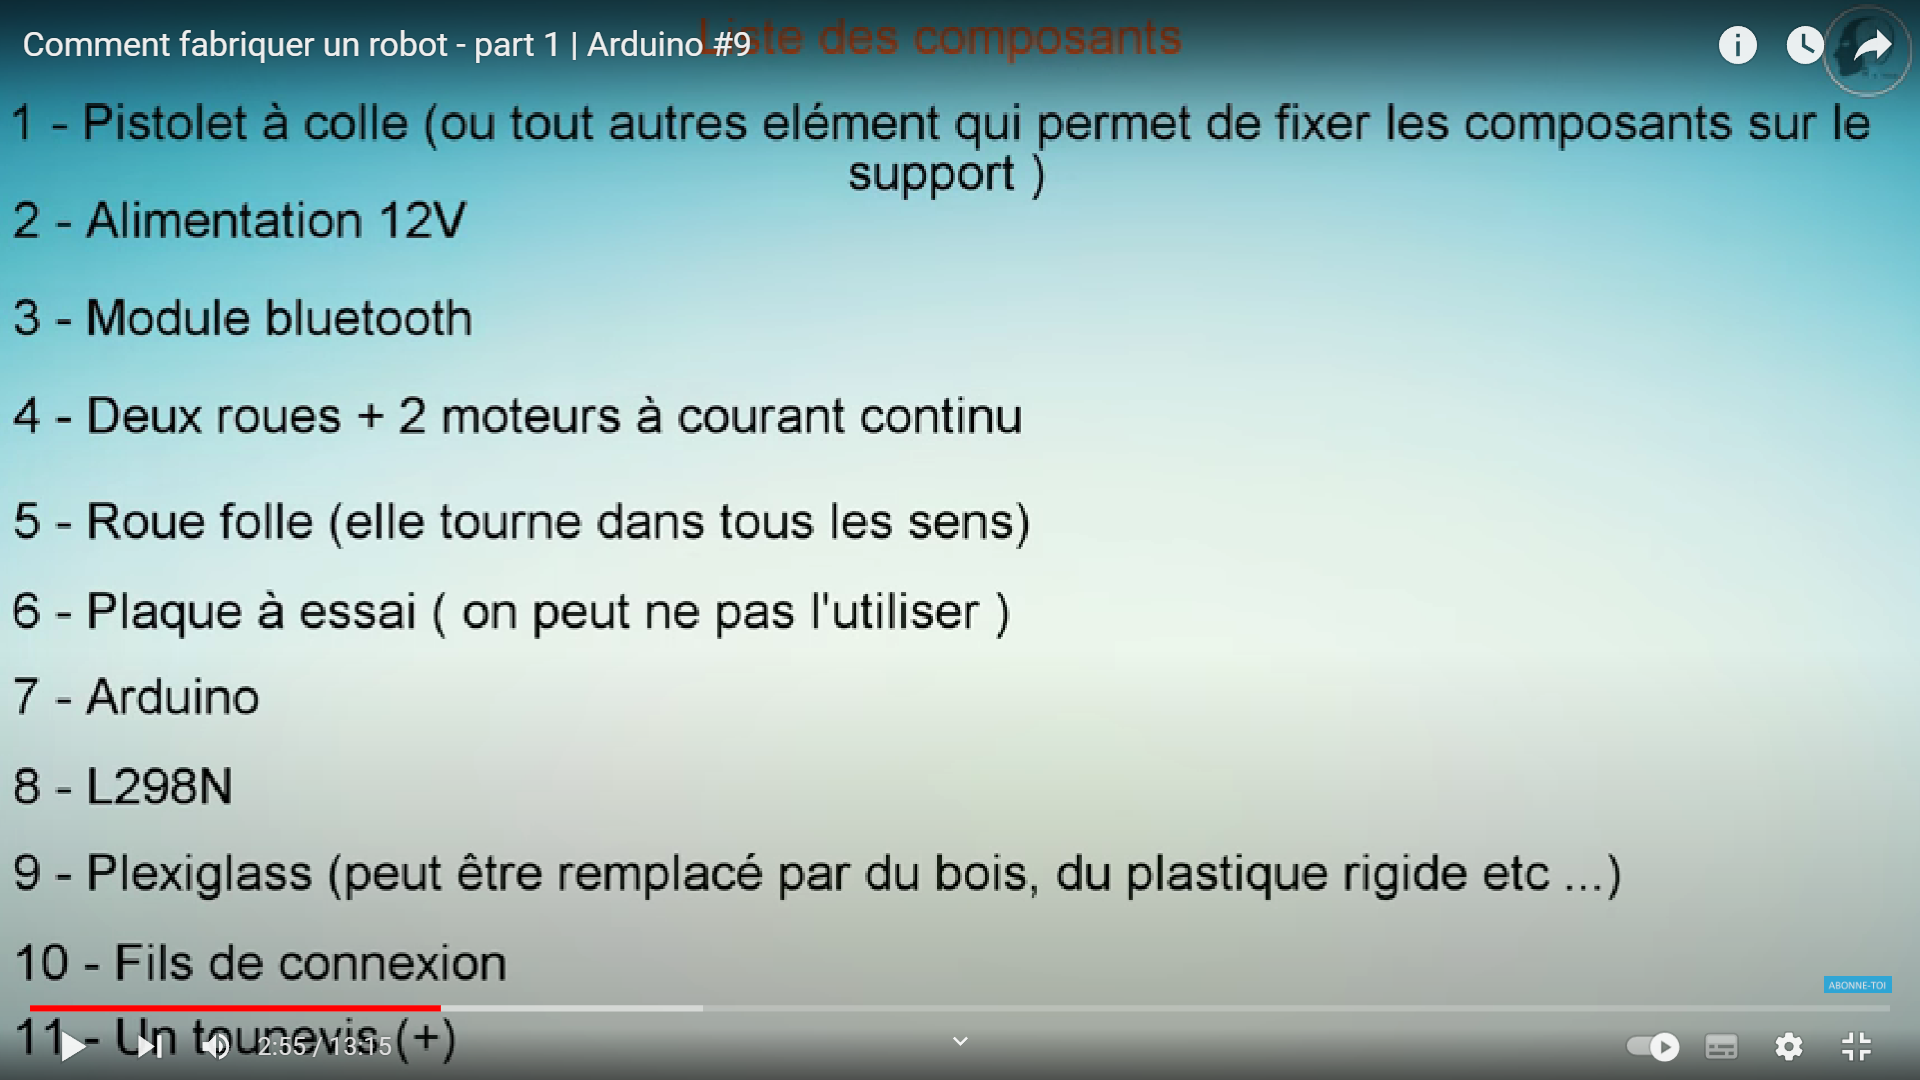 Liste des composants
Comment fabriquer un robot - part 1 | Arduino #9
1 - Pistolet à colle (ou tout autres elément qui permet de fixer les composants sur le
support )
2 - Alimentation 12V
3 - Module bluetooth
4 - Deux roues + 2 moteurs à courant continu
5 - Roue folle (elle tourne dans tous les sens)
6 - Plaque à essai ( on peut ne pas l'utiliser )
7 - Arduino
8 - L298N
9 - Plexiglass (peut être remplacé par du bois, du plastique rigide etc ...)
10 - Fils de connexion
ABONNE-TOI
11 - Un tounevis (+)
2:55 / 13:15